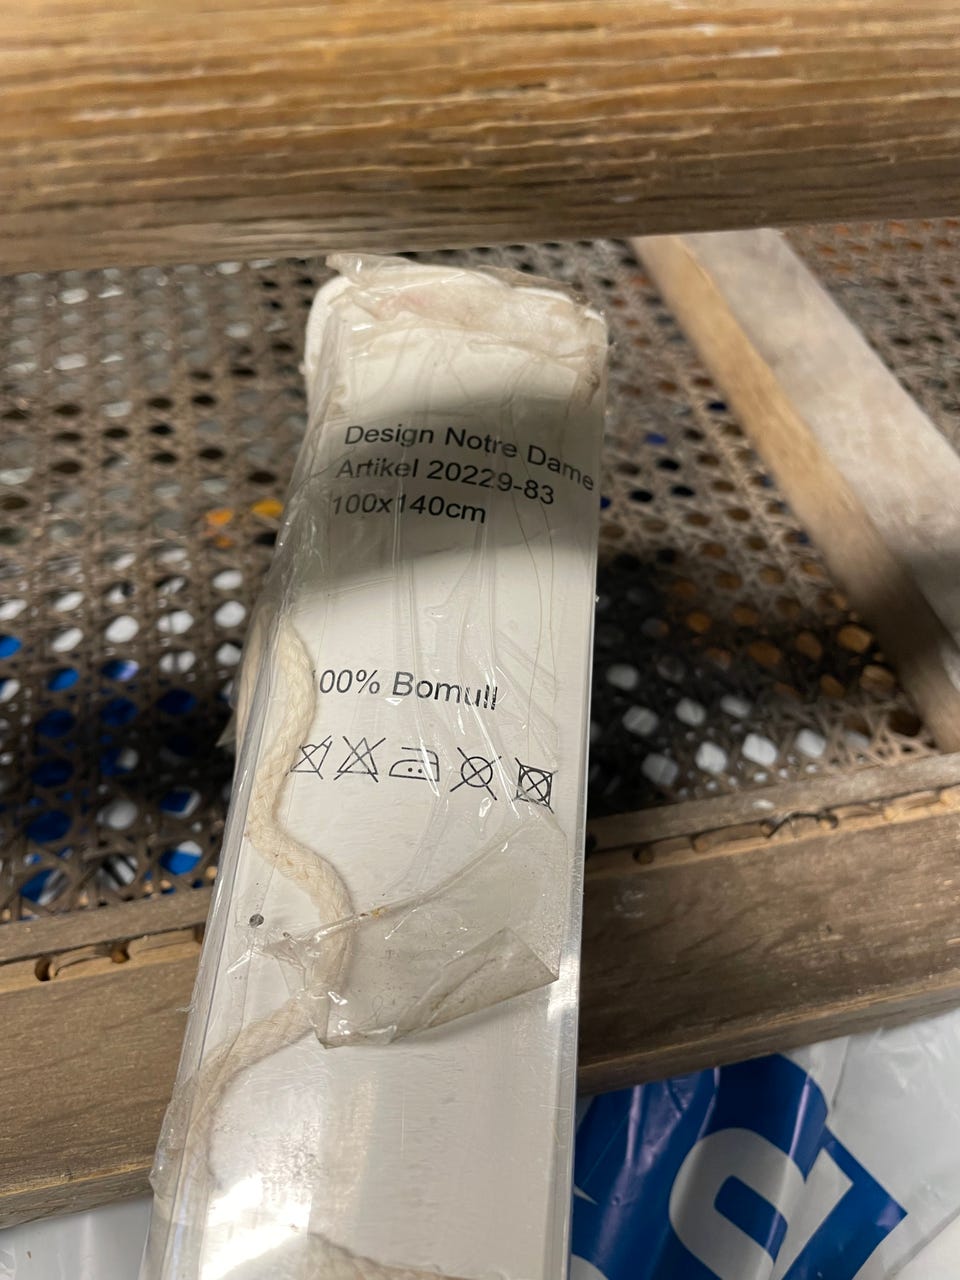 Design Notre Dame
Artikel 20229-83
100x140cm
100% Bomull